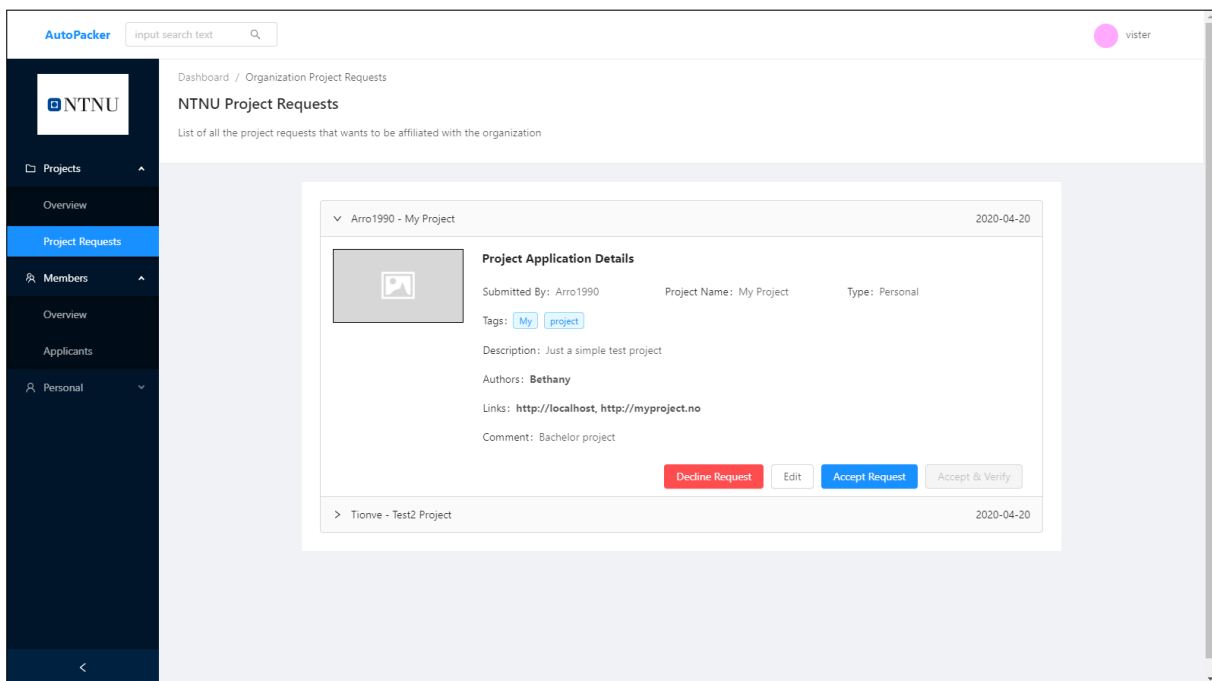 AutoPacker input search text vister
NTNU
Dashboard / Organization Project Requests
NTNU Project Requests
List of all the project requests that wants to be affiliated with the organization
Projects
Overview
Project Requests
Members
Overview
Applicants
Personal
Arro1990 - My Project 2020-04-20
Project Application Details
Submitted By: Arro1990 Project Name: My Project Type: Personal
Tags: My project
Description: Just a simple test project
Authors: Bethany
Links: http://localhost, http://myproject.no
Comment: Bachelor project
Decline Request Edit Accept Request Accept & Verify
Tionve - Test2 Project 2020-04-20